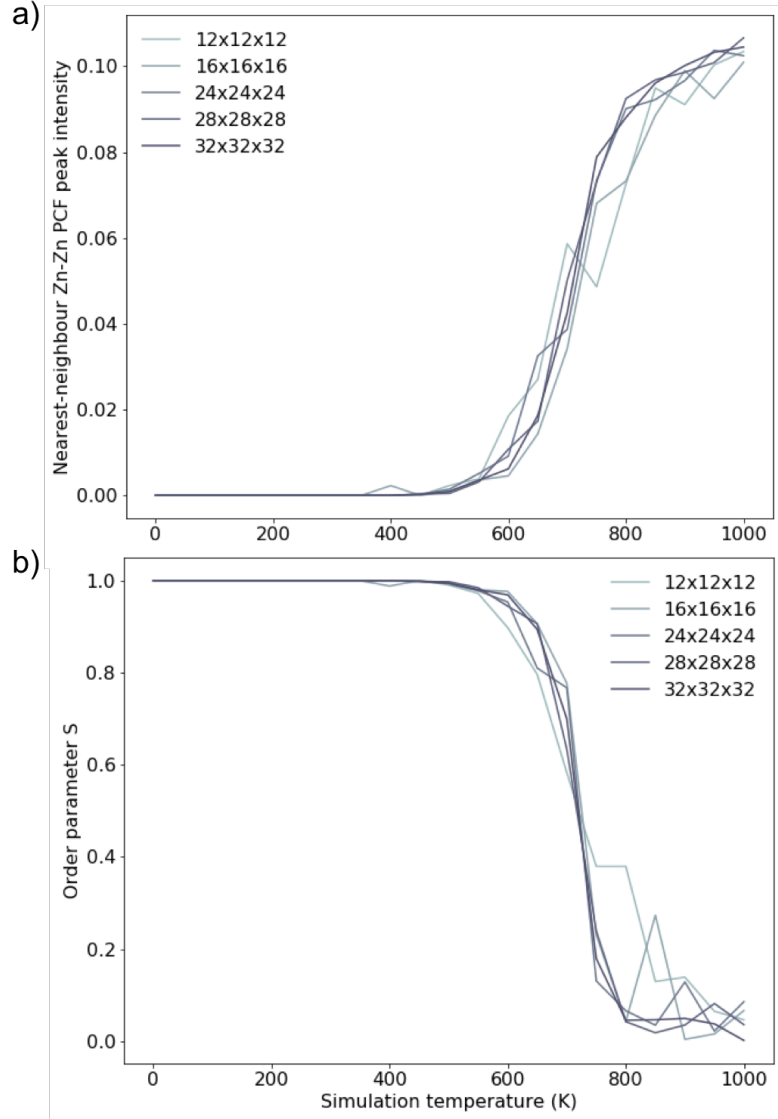 a)
Nearest-neighbour Zn-Zn PCF peak intensity
0.10
0.08
0.06
0.04
0.02
0.00
12x12x12
16x16x16
24x24x24
28x28x28
32x32x32
0
200
400
600
800
1000
b)
Order parameter S
1.0
0.8
0.6
0.4
0.2
0.0
12x12x12
16x16x16
24x24x24
28x28x28
32x32x32
0
200
400
600
800
1000
Simulation temperature (K)